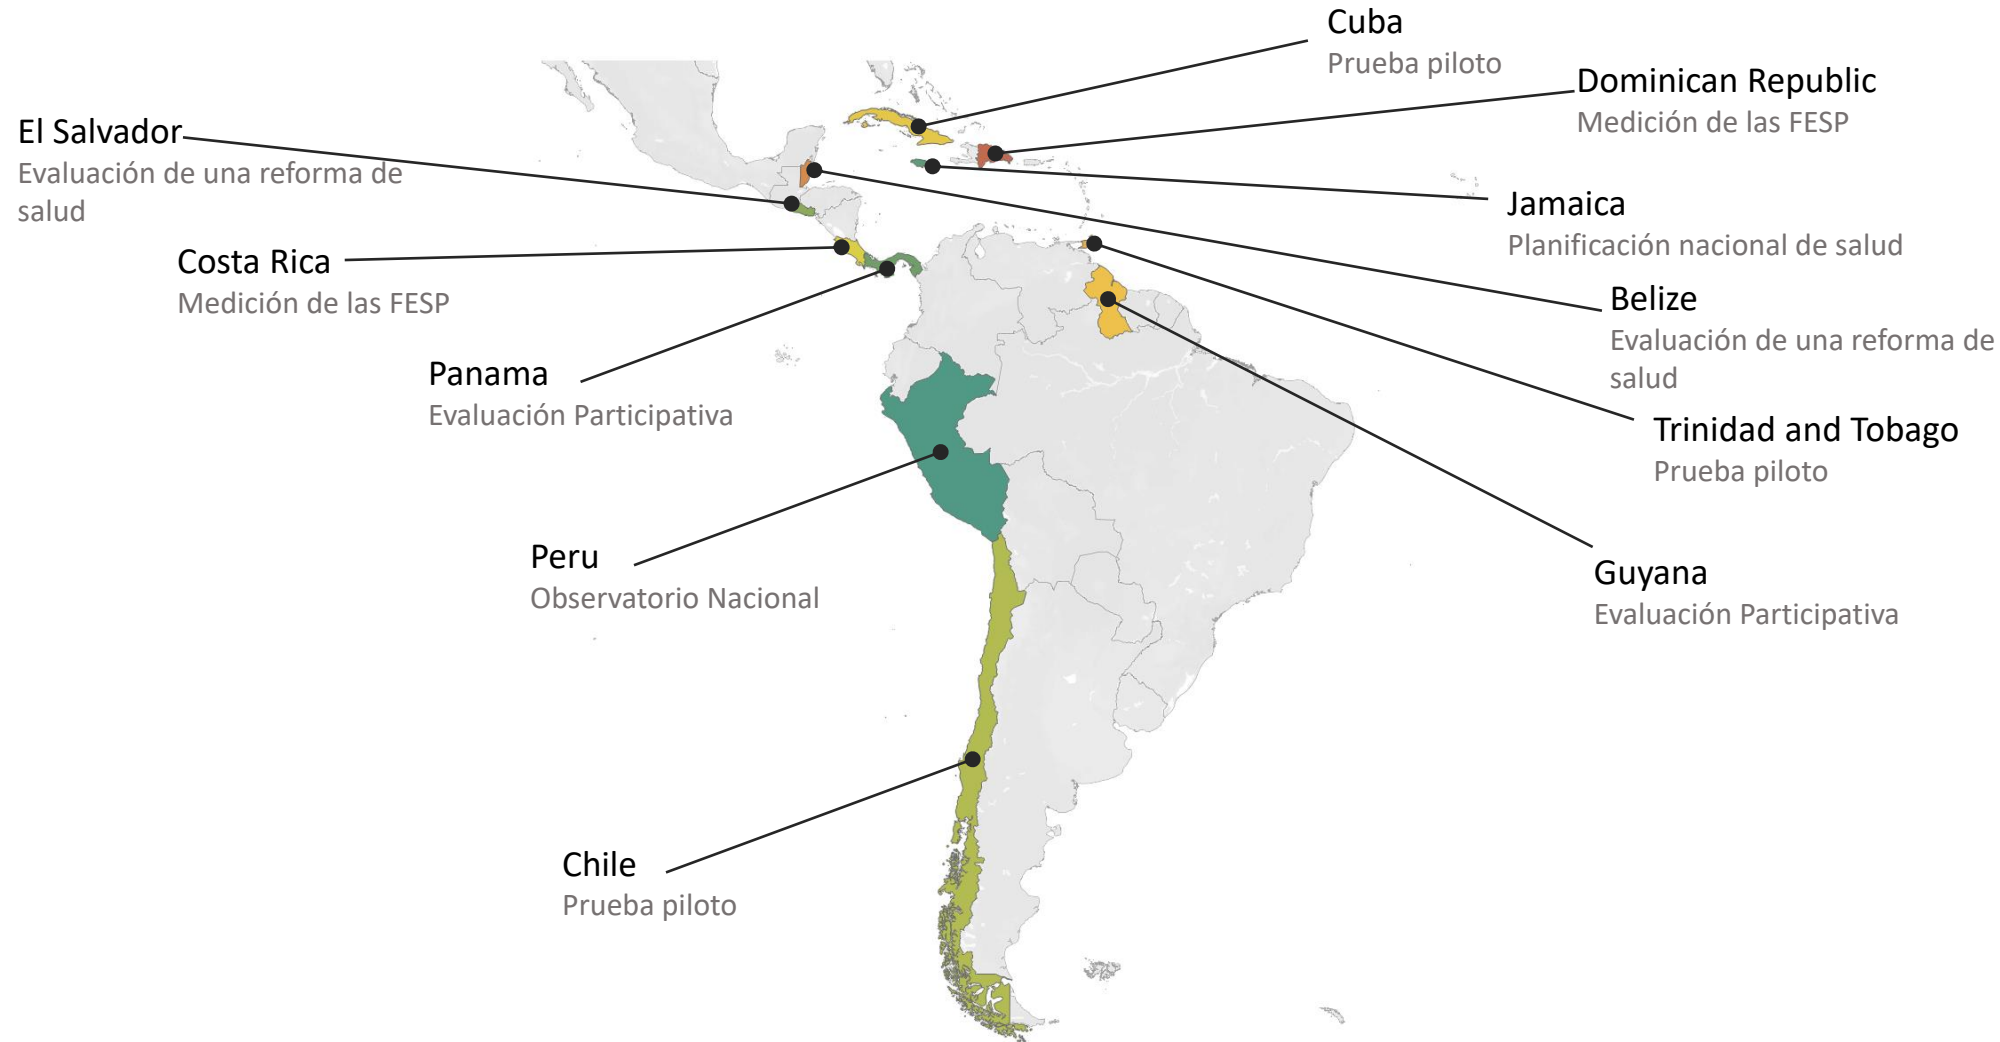 Cuba
Prueba piloto
Dominican Republic
Medición de las FESP
El Salvador
Evaluación de una reforma de
salud
Jamaica
Planificación nacional de salud
Costa Rica
Medición de las FESP
Belize
Evaluación de una reforma de
salud
Panama
Evaluación Participativa
Trinidad and Tobago
Prueba piloto
Peru
Observatorio Nacional
Guyana
Evaluación Participativa
Chile
Prueba piloto